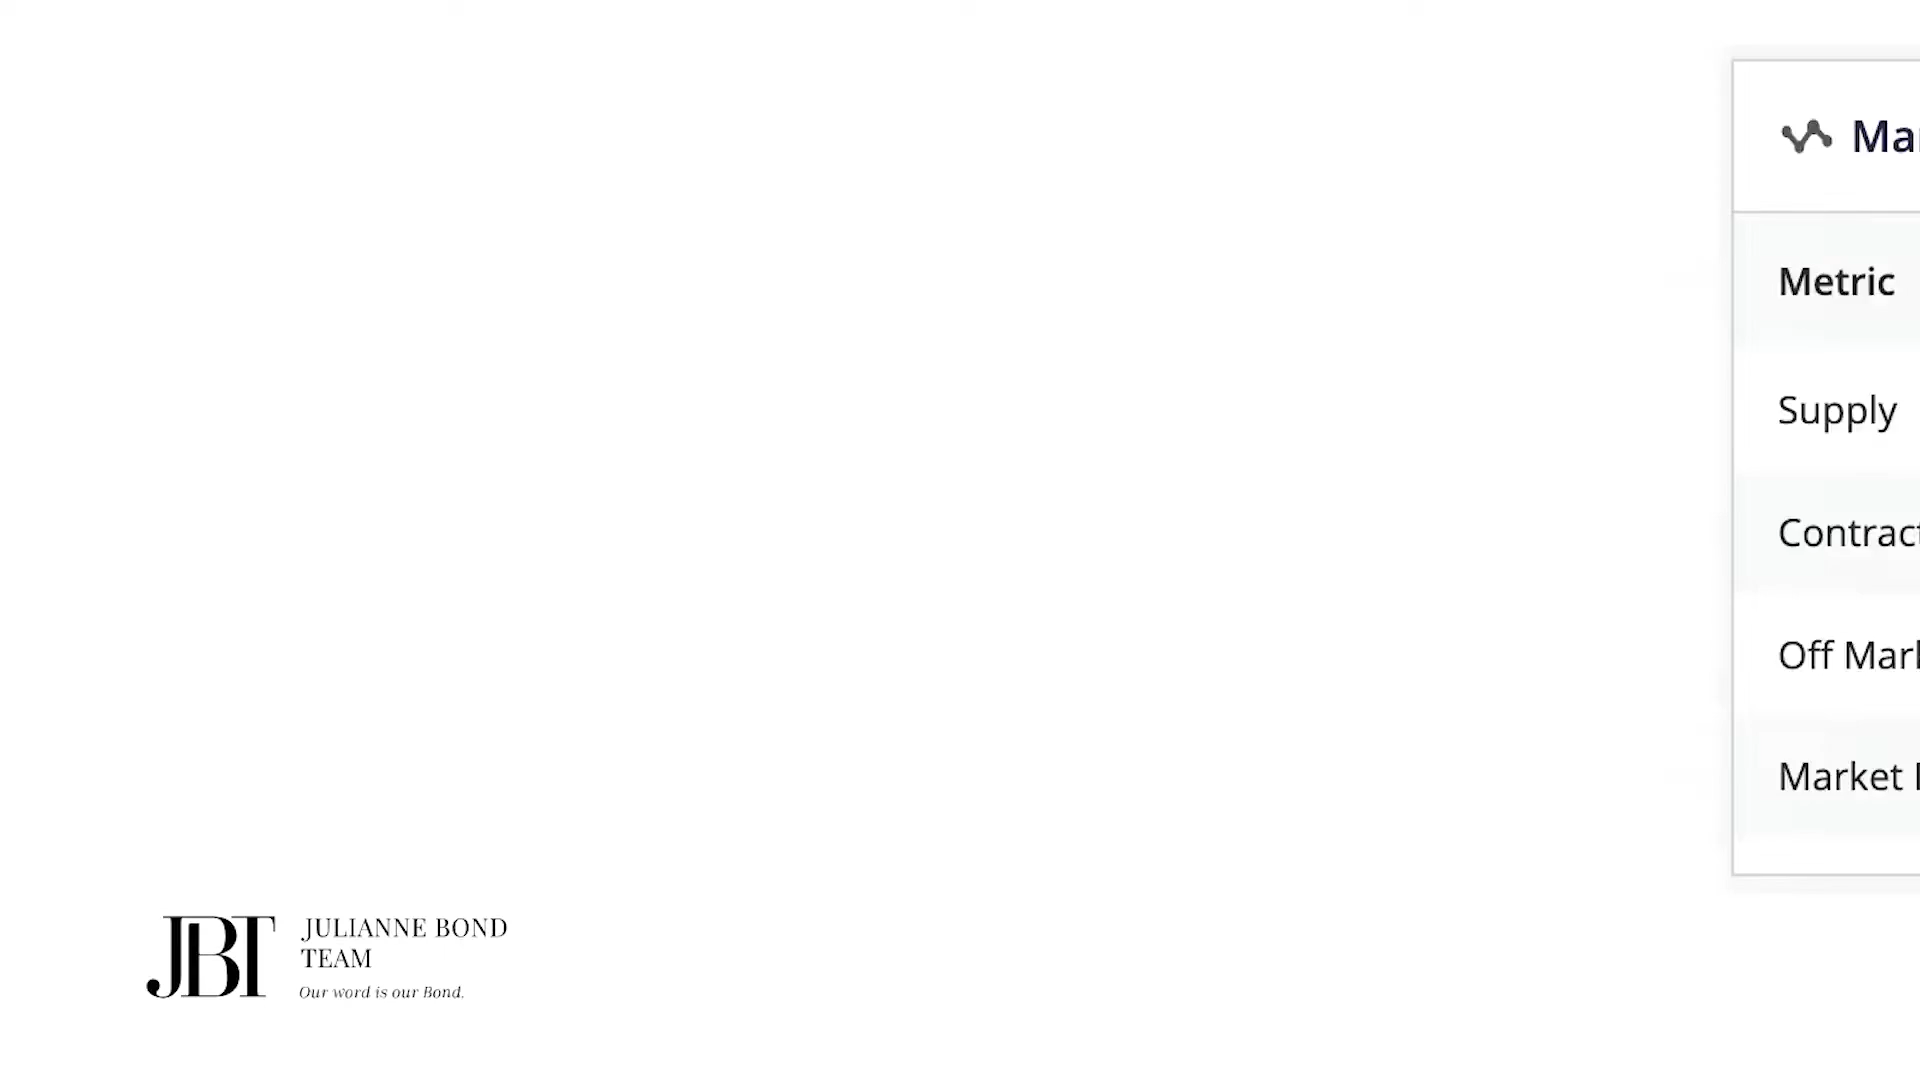 Metric
Supply
Off
Market
JBT
JULIANNE BOND
TEAM
Our word is our Bond.